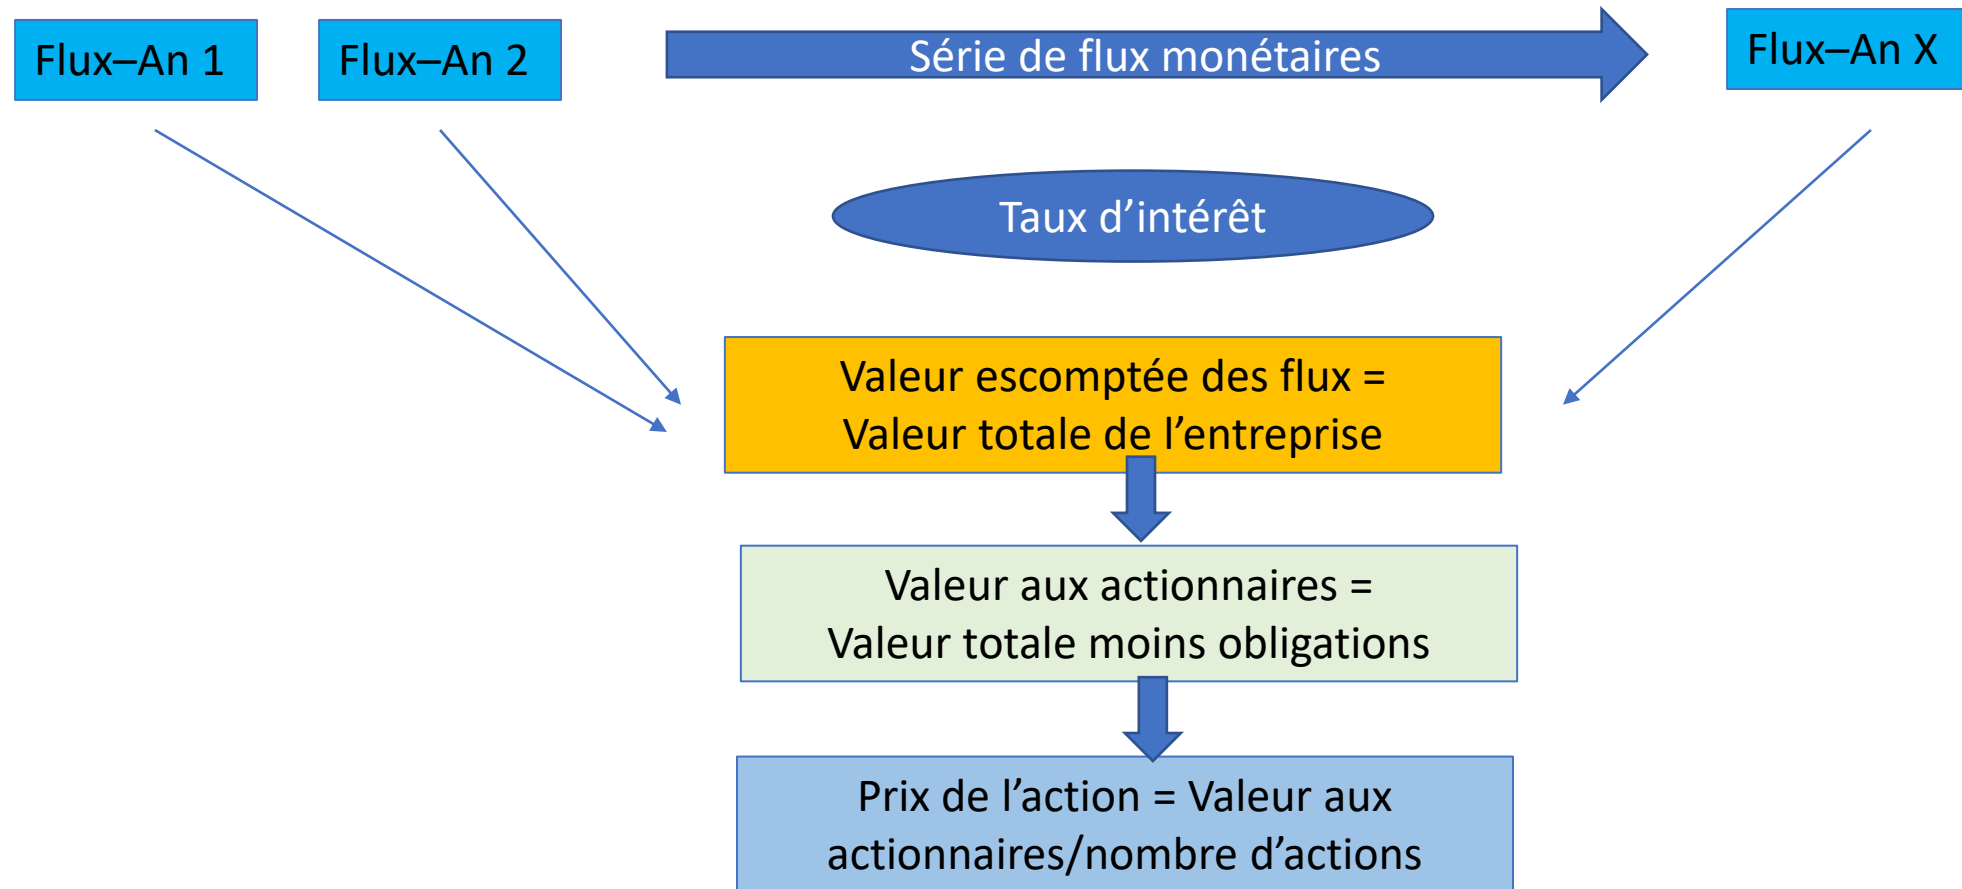 Flux–An 1
Flux–An 2
Série de flux monétaires
Flux–An X
Taux d’intérêt
Valeur escomptée des flux =
Valeur totale de l’entreprise
Valeur aux actionnaires =
Valeur totale moins obligations
Prix de l’action = Valeur aux
actionnaires/nombre d’actions